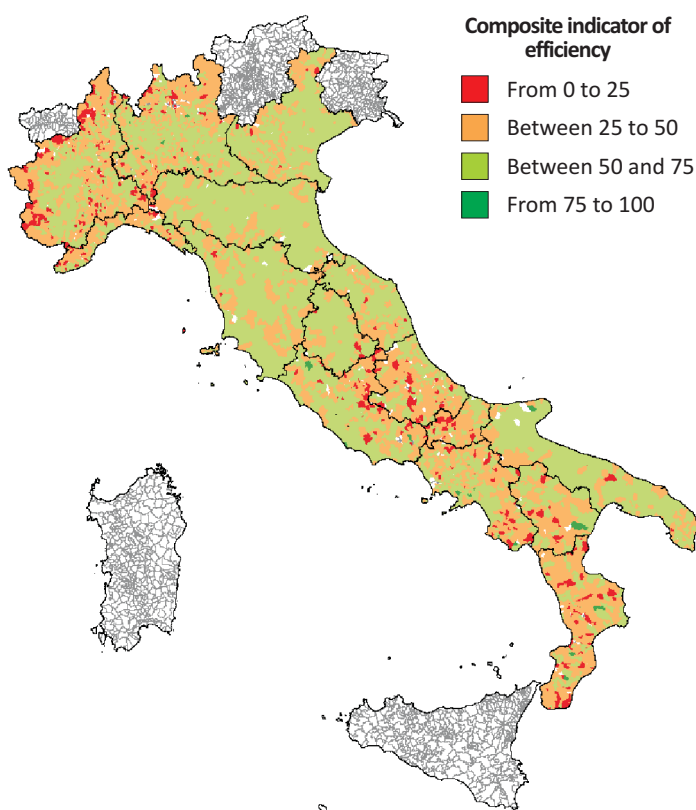 Composite indicator of
efficiency
From 0 to 25
Between 25 to 50
Between 50 and 75
From 75 to 100